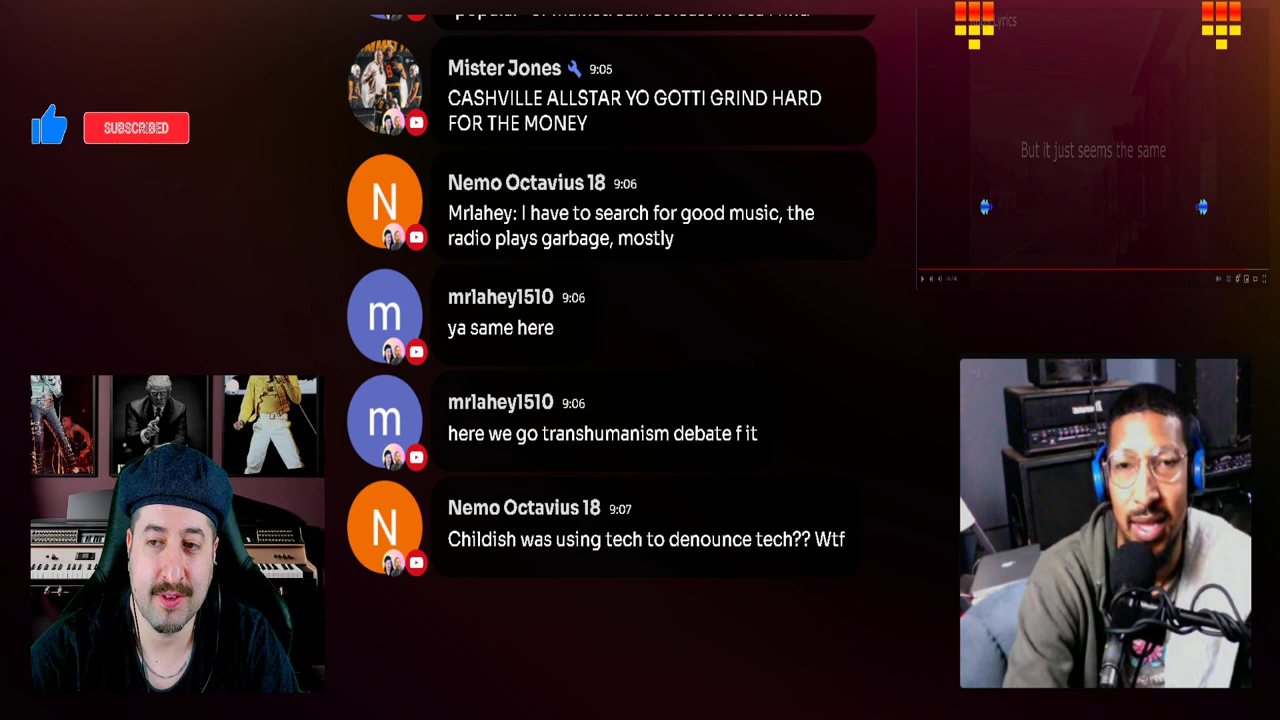 Mister Jones 9:05
CASHVILLE ALLSTAR YO GOTTI GRIND HARD
FOR THE MONEY
Nemo Octavius 18 9:06
Mrlahey: I have to search for good music, the
radio plays garbage, mostly
mrlahey1510 9:06
ya same here
mrlahey1510 9:06
here we go transhumanism debate f it
Nemo Octavius 18 9:07
Childish was using tech to denounce tech?? Wtf
SUBSCRIBED
Lyrics
But it just seems the same
N
m
m
N